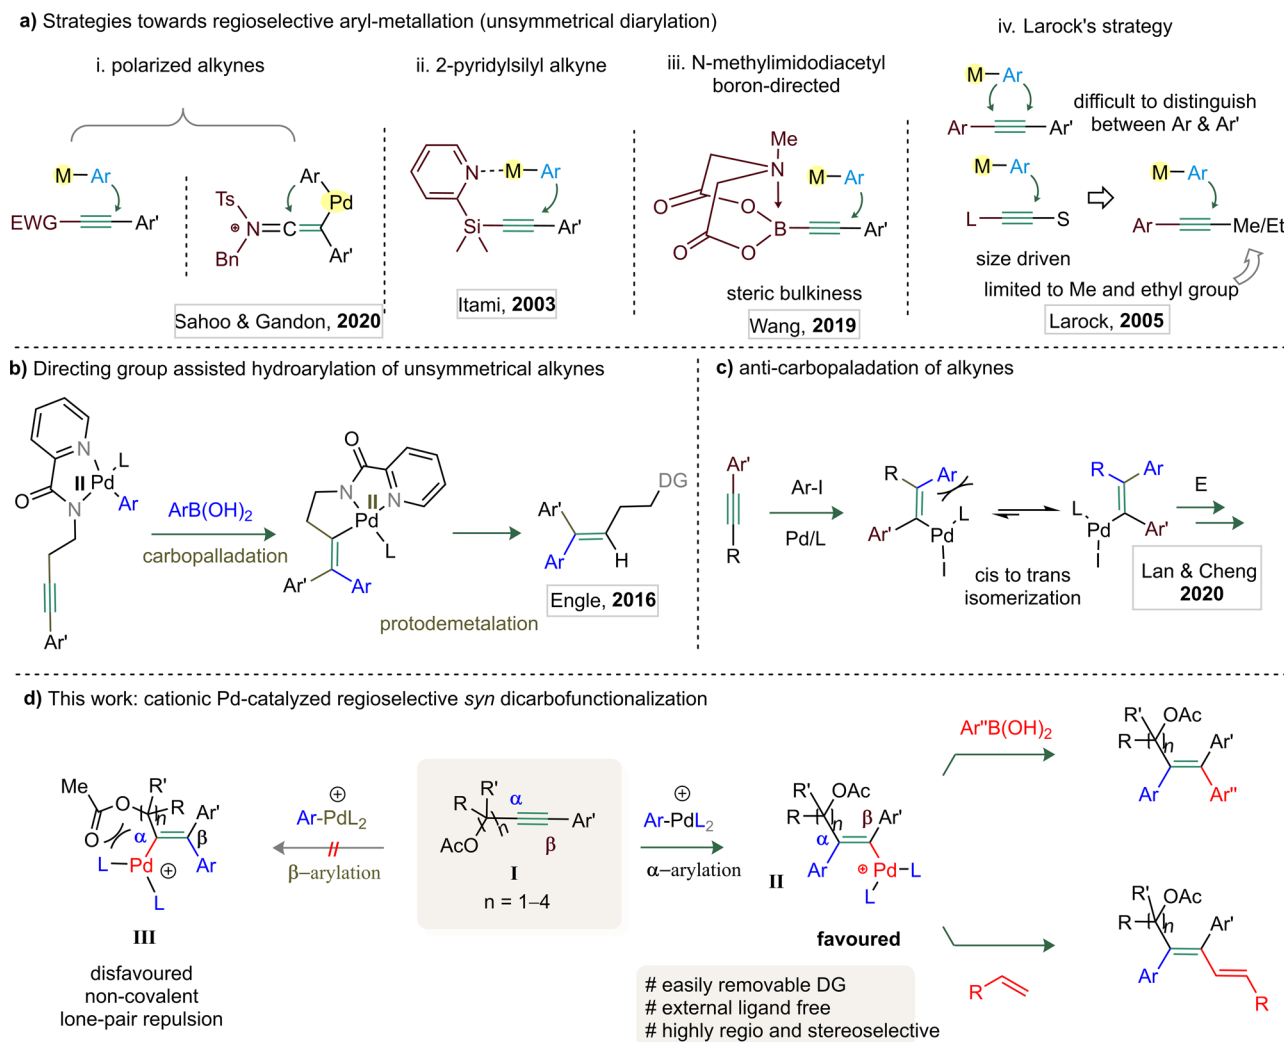 a) Strategies towards regioselective aryl-metallation (unsymmetrical diarylation)
i. polarized alkynes
M–Ar
EWG
Ar'
Ar
Pd
Ts
N
⊕
C
Bn
Ar'
Sahoo & Gandon, 2020
ii. 2-pyridylsilyl alkyne
N
M–Ar
Si
Ar'
Itami, 2003
iii. N-methylimidodiacetyl
boron-directed
Me
N
M–Ar
O
O
B
Ar'
O
O
steric bulkiness
Wang, 2019
iv. Larock's strategy
M–Ar
difficult to distinguish
between Ar & Ar'
Ar
Ar'
M–Ar
L
S
size driven
M–Ar
Ar
Me/Et
limited to Me and ethyl group
Larock, 2005
b) Directing group assisted hydroarylation of unsymmetrical alkynes
N
L
II
Pd
Ar
O
N
Ar'
ArB(OH)2
carbopalladation
O
N
II
N
Pd
L
Ar'
Ar
protodemetalation
DG
Ar'
Ar
H
Engle, 2016
c) anti-carbopaladation of alkynes
Ar'
R
Ar-I
Pd/L
R
Ar
L
Ar'
Pd
I
cis to trans
isomerization
R
Ar
L
Pd
Ar'
I
E
Lan & Cheng
2020
d) This work: cationic Pd-catalyzed regioselective syn dicarbofunctionalization
Me
O
R'
R
n
Ar'
O
α
β
L
Pd
⊕
Ar
L
III
disfavoured
non-covalent
lone-pair repulsion
⊕
Ar-PdL2
β–arylation
R'
R
α
n
Ar'
AcO
β
I
n = 1–4
⊕
Ar-PdL2
α–arylation
R'
OAc
R
n
β
Ar'
α
Ar
⊕
Pd
L
L
II
favoured
# easily removable DG
# external ligand free
# highly regio and stereoselective
Ar"B(OH)2
R'
OAc
R
n
Ar'
Ar
Ar"
R
R'
OAc
R
n
Ar'
Ar
R